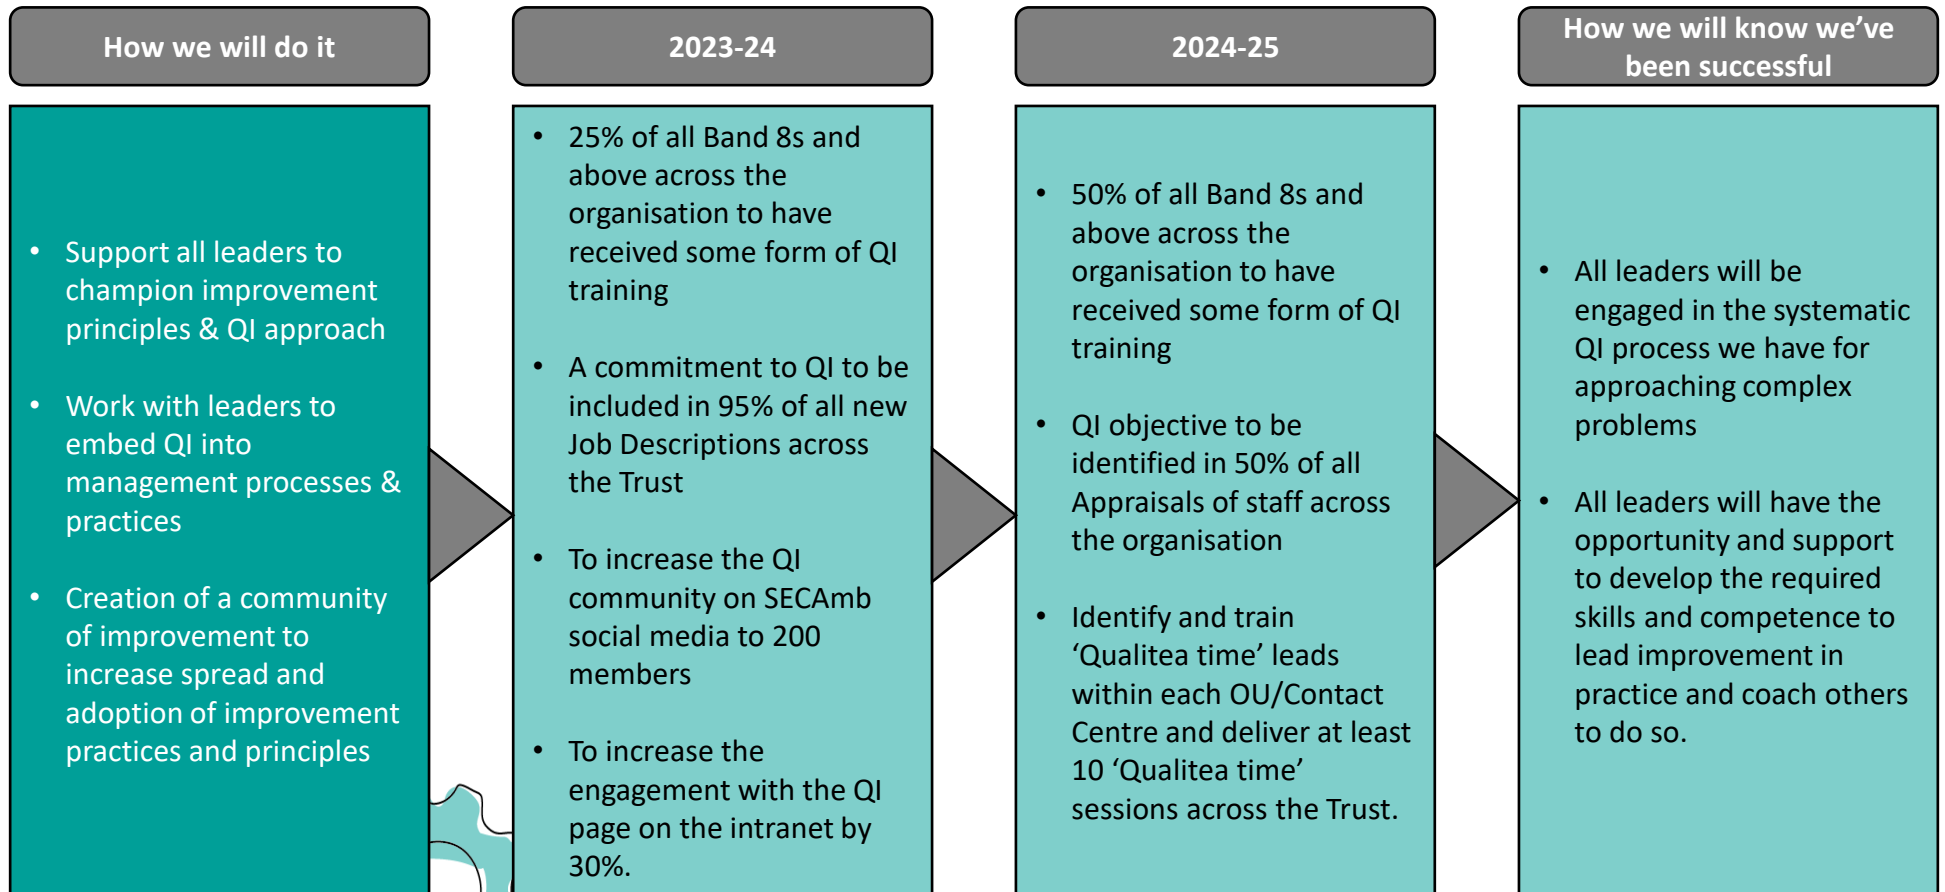 How we will do it
• Support all leaders to
champion improvement
principles & QI approach
• Work with leaders to
embed QI into
management processes &
practices
• Creation of a community
of improvement to
increase spread and
adoption of improvement
practices and principles
2023-24
• 25% of all Band 8s and
above across the
organisation to have
received some form of QI
training
• A commitment to QI to be
included in 95% of all new
Job Descriptions across
the Trust
• To increase the QI
community on SECAmb
social media to 200
members
• To increase the
engagement with the QI
page on the intranet by
30%.
2024-25
• 50% of all Band 8s and
above across the
organisation to have
received some form of QI
training
• QI objective to be
identified in 50% of all
Appraisals of staff across
the organisation
• Identify and train
‘Qualitea time’ leads
within each OU/Contact
Centre and deliver at least
10 ‘Qualitea time’
sessions across the Trust.
How we will know we’ve
been successful
• All leaders will be
engaged in the systematic
QI process we have for
approaching complex
problems
• All leaders will have the
opportunity and support
to develop the required
skills and competence to
lead improvement in
practice and coach others
to do so.